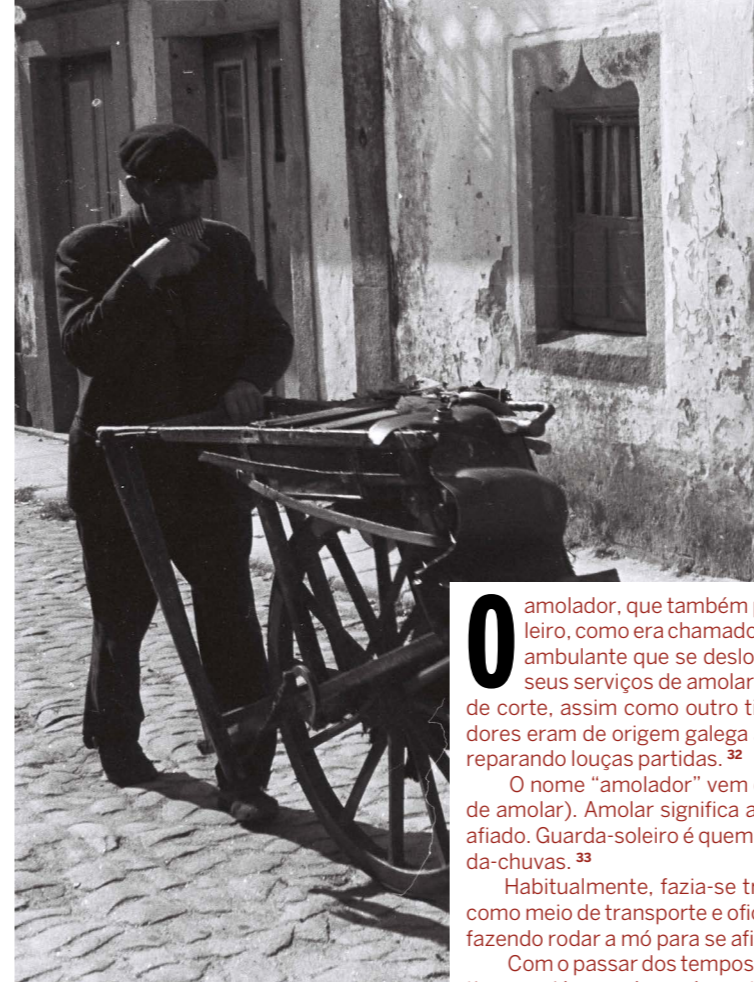 O amolador, que também p
leiro, como era chamado
ambulante que se deslo
seus serviços de amolar
de corte, assim como outro ti
dores eram de origem galega
reparando louças partidas. 32
O nome “amolador” vem
de amolar). Amolar significa a
afiado. Guarda-soleiro é quem
da-chuvas. 33
Habitualmente, fazia-se tr
como meio de transporte e ofic
fazendo rodar a mó para se afi
Com o passar dos tempos